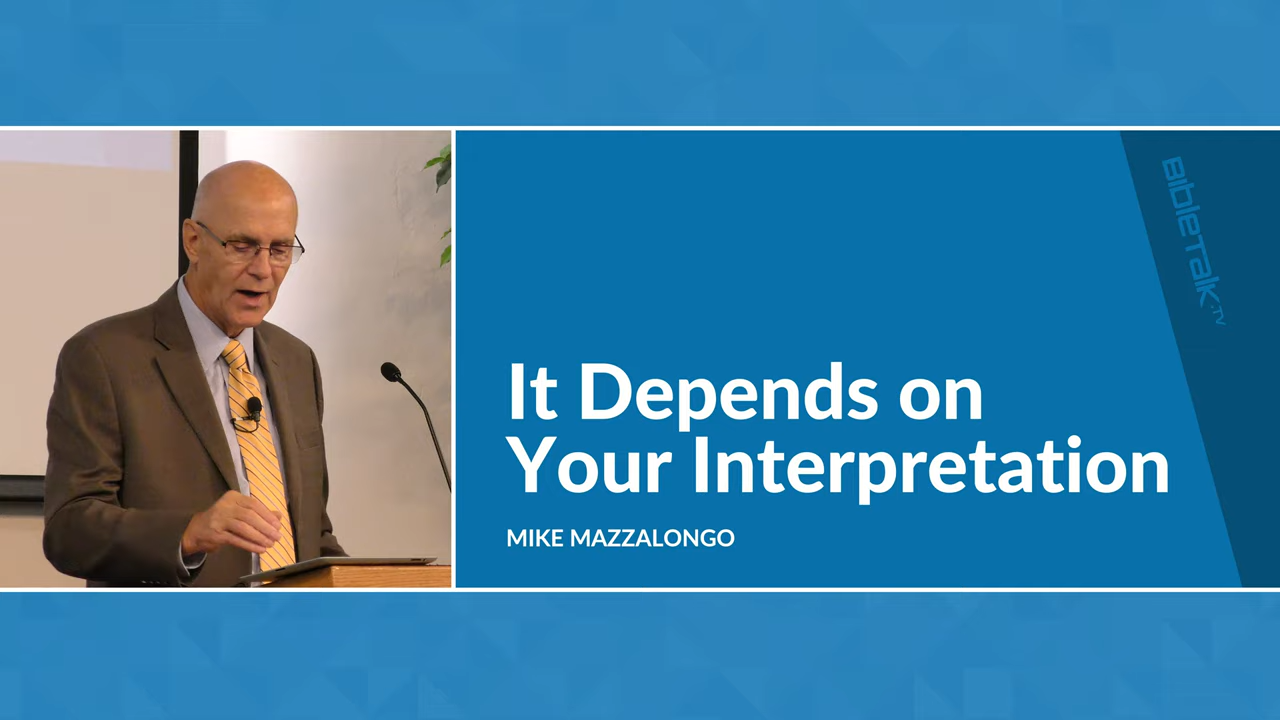 BibleTalk.TV
It Depends on
Your Interpretation
MIKE MAZZALONGO